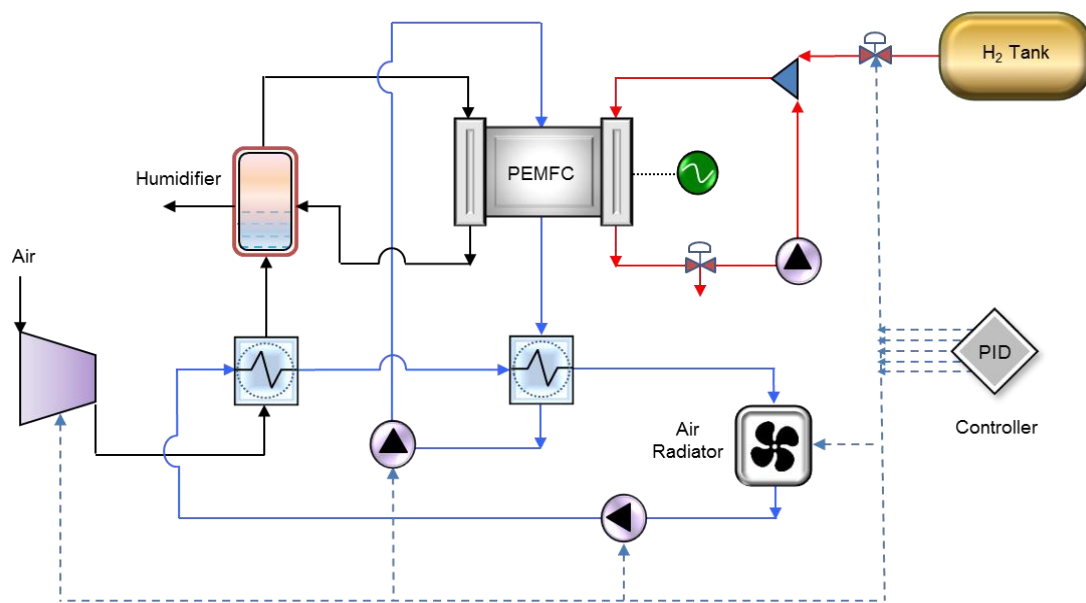 H₂ Tank
PEMFC
Humidifier
Air
PID
Controller
Air
Radiator